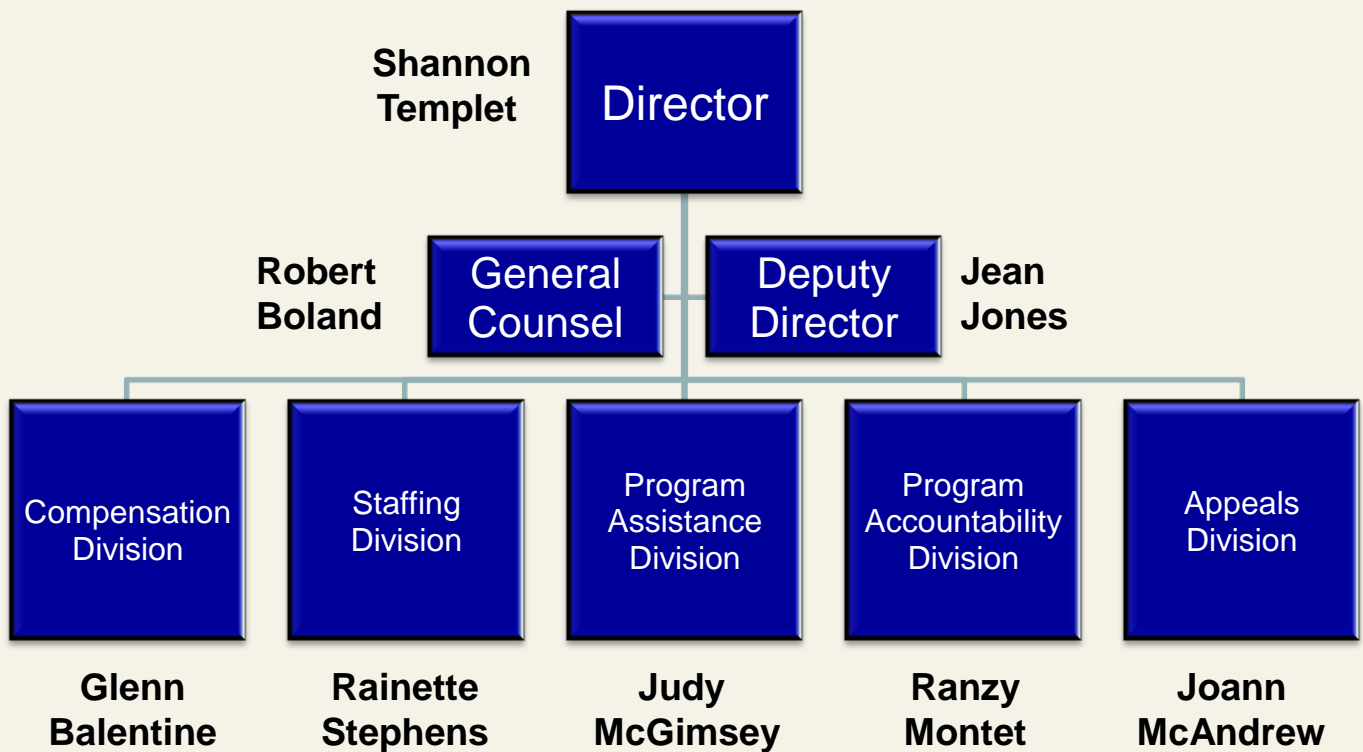 Shannon
Templet
Director
Robert
Boland
General
Counsel
Deputy
Director
Jean
Jones
Compensation
Division
Staffing
Division
Program
Assistance
Division
Program
Accountability
Division
Appeals
Division
Glenn
Balentine
Rainette
Stephens
Judy
McGimsey
Ranzy
Montet
Joann
McAndrew